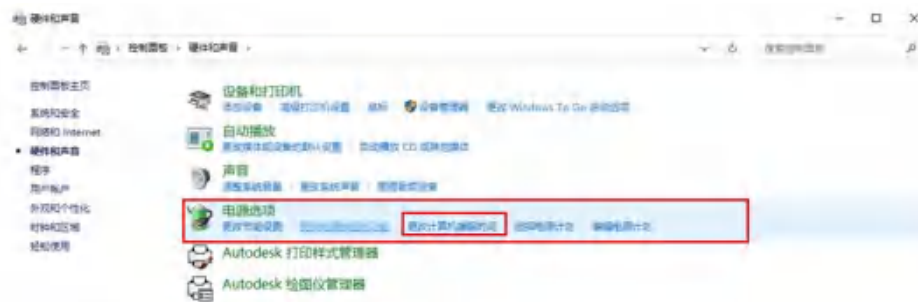 硬件和声音
控制面板 › 硬件和声音 ›
搜索控制面板
控制面板主页
系统和安全
网络和 Internet
硬件和声音
程序
用户帐户
外观和个性化
时钟和区域
轻松使用
设备和打印机
添加设备 高级打印机设置 鼠标 设备管理器 更改 Windows To Go 启动选项
自动播放
更改媒体或设备的默认设置 自动播放 CD 或其他媒体
声音
调整系统音量 更改系统声音 管理音频设备
电源选项
更改节能设置 更改计算机睡眠时间 选择电源计划 编辑电源计划
Autodesk 打印样式管理器
Autodesk 绘图仪管理器